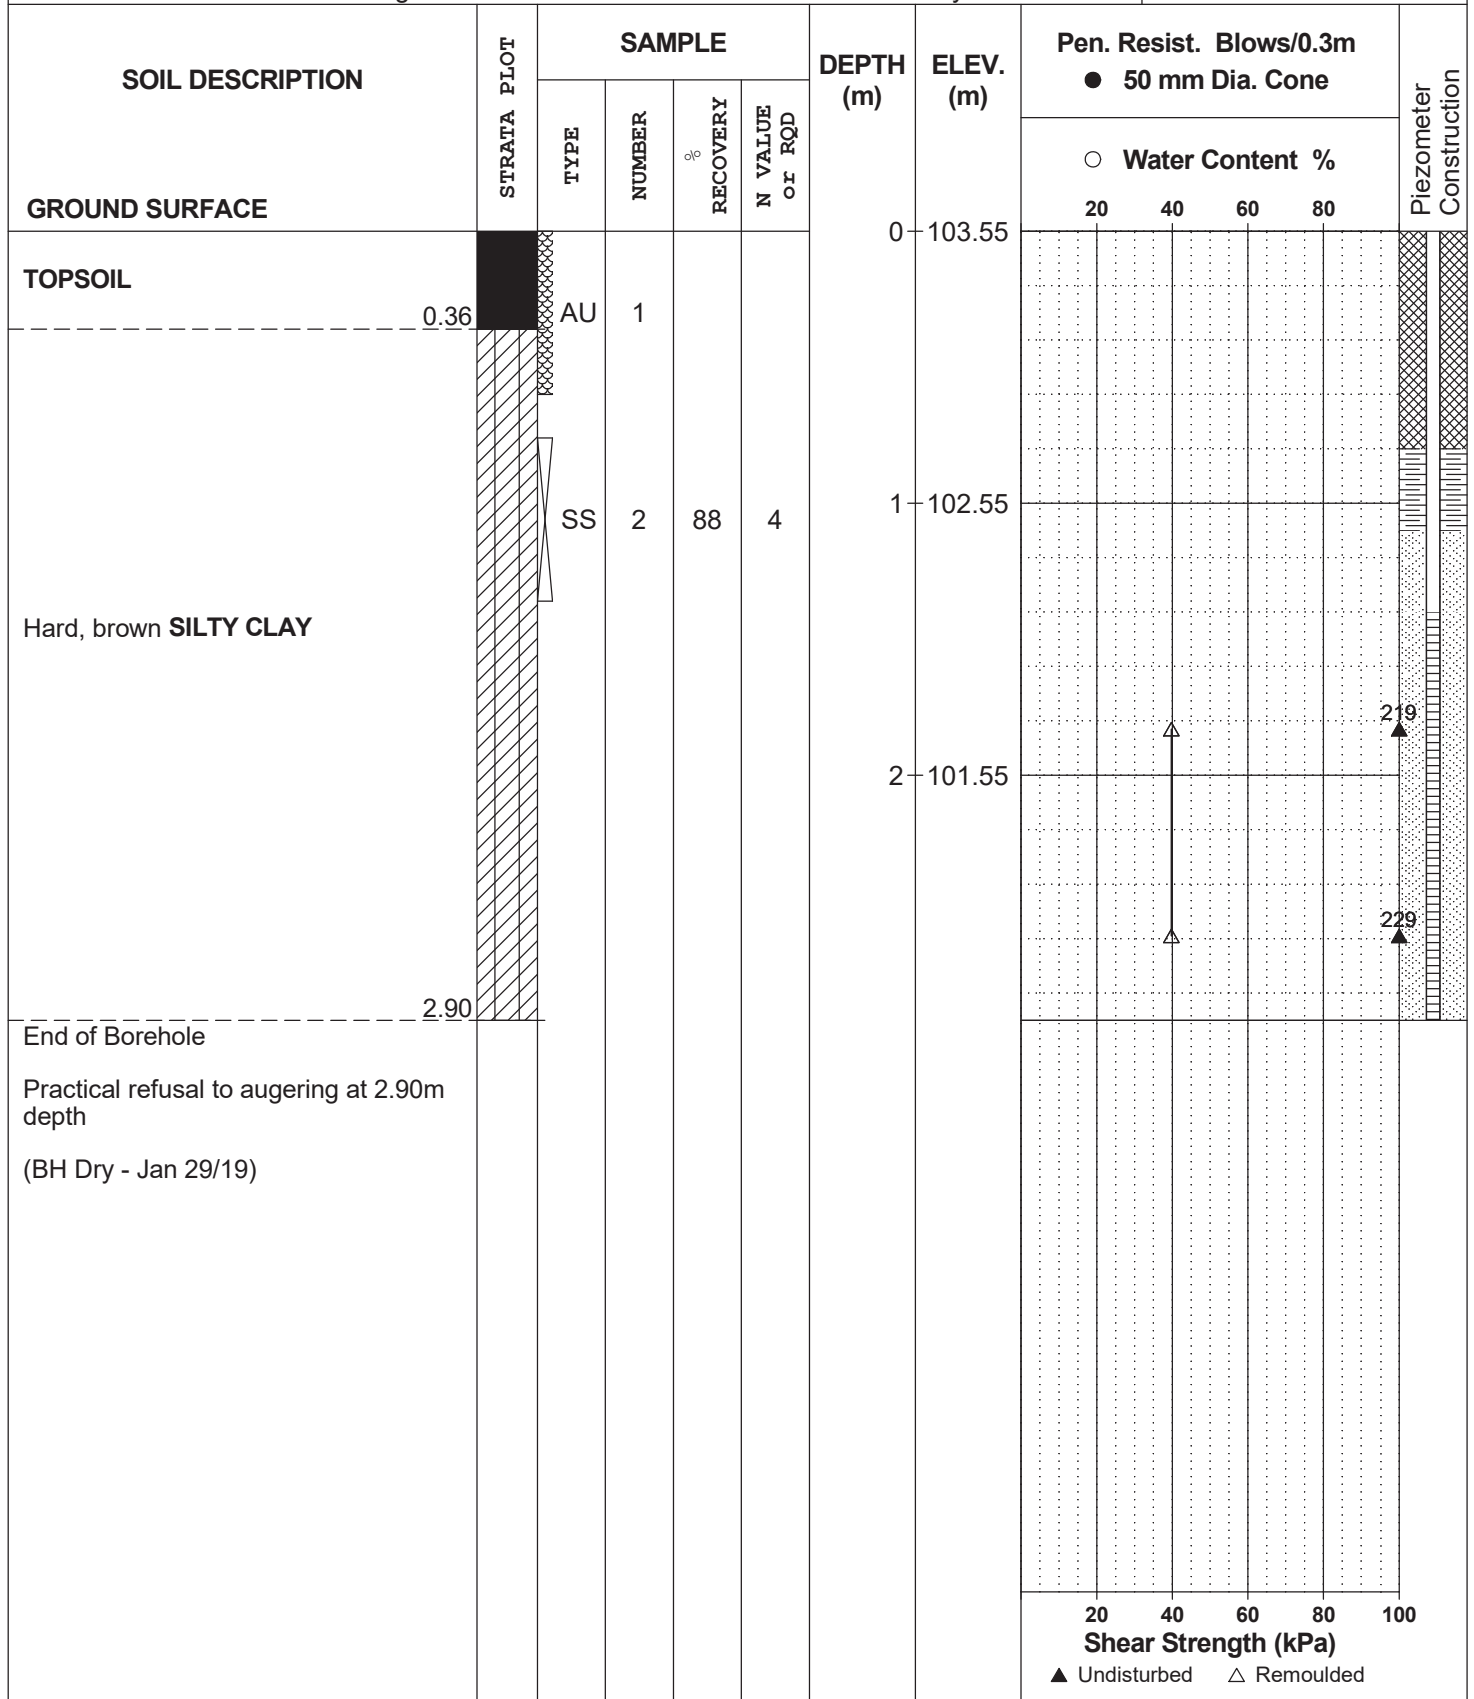 SOIL DESCRIPTION
GROUND SURFACE
STRATA PLOT
SAMPLE
TYPE
NUMBER
% RECOVERY
N VALUE or RQD
DEPTH (m)
ELEV. (m)
Pen. Resist. Blows/0.3m
● 50 mm Dia. Cone
○ Water Content %
20 40 60 80
Piezometer Construction
0 103.55
TOPSOIL
0.36
AU 1
1 102.55
SS 2 88 4
Hard, brown SILTY CLAY
219
2 101.55
229
2.90
End of Borehole
Practical refusal to augering at 2.90m
depth
(BH Dry - Jan 29/19)
20 40 60 80 100
Shear Strength (kPa)
▲ Undisturbed △ Remoulded